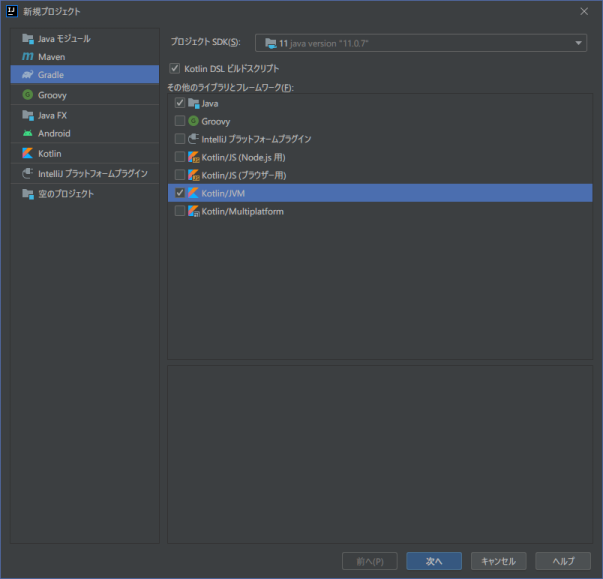 新規プロジェクト
Java モジュール
Maven
Gradle
Groovy
Java FX
Android
Kotlin
IntelliJ プラットフォームプラグイン
空のプロジェクト
プロジェクト SDK(S):
11 java version "11.0.7"
Kotlin DSL ビルドスクリプト
その他のライブラリとフレームワーク(F):
Java
Groovy
IntelliJ プラットフォームプラグイン
Kotlin/JS (Node.js 用)
Kotlin/JS (ブラウザー用)
Kotlin/JVM
Kotlin/Multiplatform
前へ(P)
次へ
キャンセル
ヘルプ